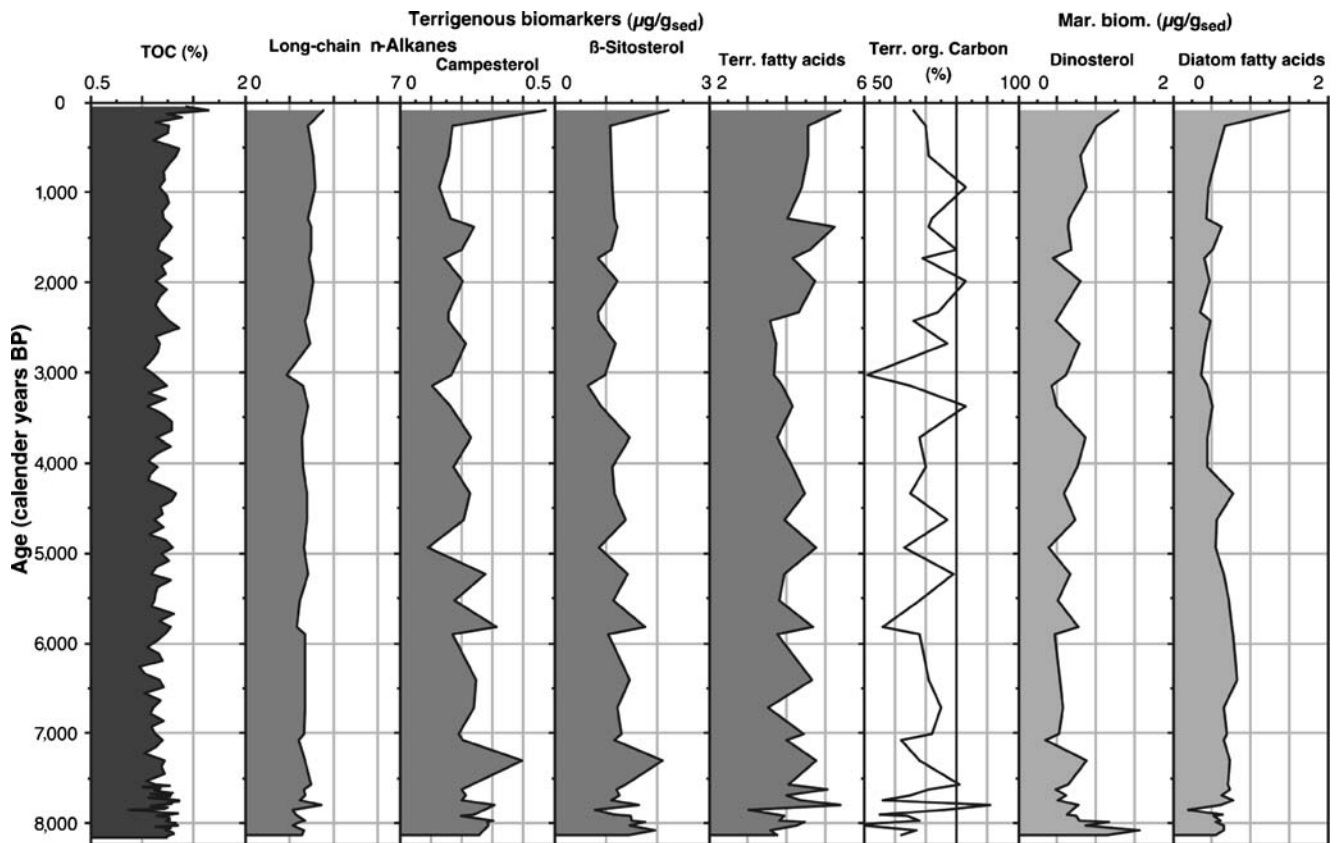 Terrigenous biomarkers (µg/gsed) Mar. biom. (µg/gsed)
TOC (%) Long-chain n-Alkanes Campesterol ß-Sitosterol Terr. fatty acids Terr. org. Carbon (%) Dinosterol Diatom fatty acids
0.5 2 0 7 0 0.5 0 3 2 6 50 100 0 2 0 2
0
1,000
2,000
3,000
4,000
5,000
6,000
7,000
8,000
Age (calender years BP)